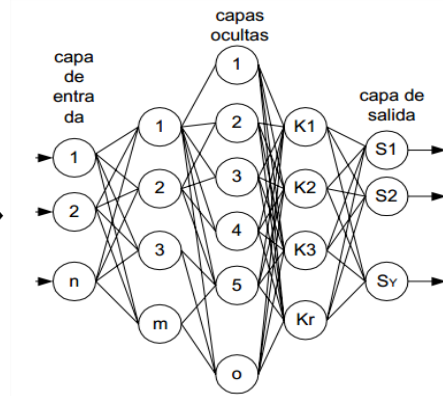 capas
ocultas
capa
de
entra
da
capa de
salida
1
2
n
1
2
3
m
1
2
3
4
5
o
K1
K2
K3
Kr
S1
S2
SY